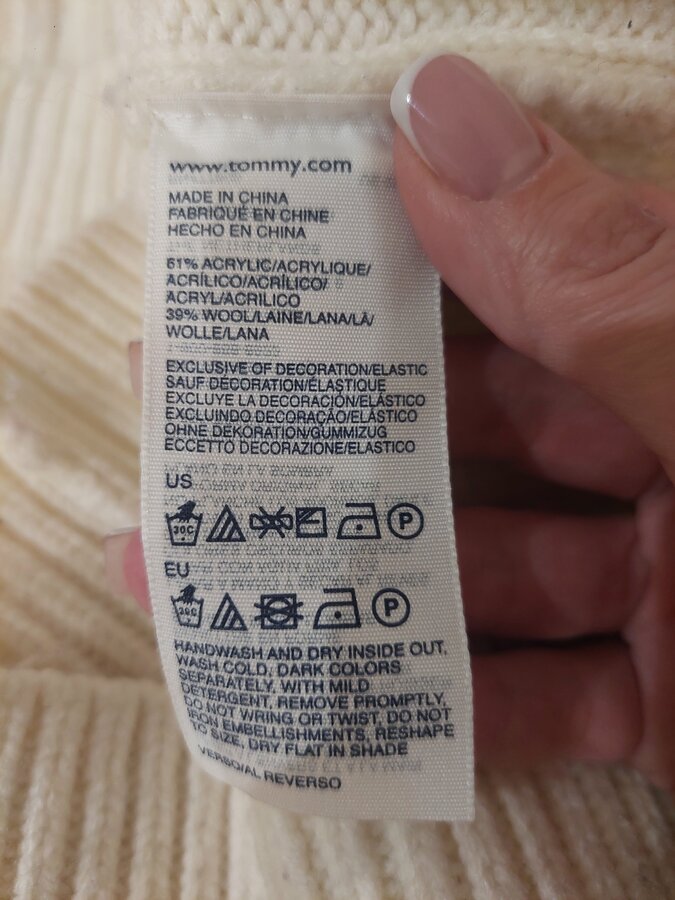 www.tommy.com
MADE IN CHINA
FABRIQUÉ EN CHINE
HECHO EN CHINA
61% ACRYLIC/ACRYLIQUE/
ACRÍLICO/ACRÍLICO/
ACRYL/ACRILICO
39% WOOL/LAINE/LANA/LÃ/
WOLLE/LANA
EXCLUSIVE OF DECORATION/ELASTIC
SAUF DÉCORATION/ÉLASTIQUE
EXCLUYE LA DECORACIÓN/ELÁSTICO
EXCLUINDO DECORAÇÃO/ELÁSTICO
OHNE DEKORATION/GUMMIZUG
ECCETTO DECORAZIONE/ELASTICO
US
30C P
EU
30C P
HANDWASH AND DRY INSIDE OUT,
WASH COLD, DARK COLORS
SEPARATELY, WITH MILD
DETERGENT, REMOVE PROMPTLY,
DO NOT WRING OR TWIST, DO NOT
IRON EMBELLISHMENTS, RESHAPE
TO SIZE, DRY FLAT IN SHADE
VERSO/AL REVERSO